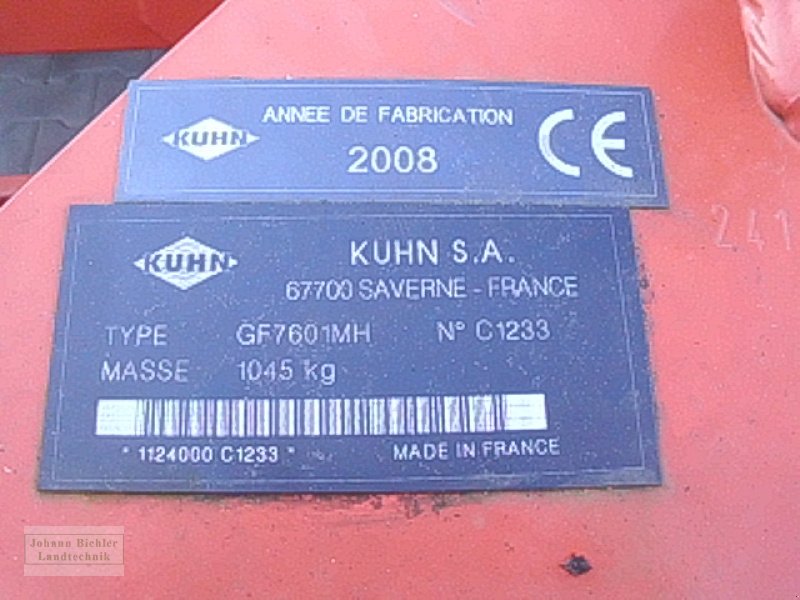 KUHN
ANNEE DE FABRICATION
2008
CE
KUHN
KUHN S.A.
67700 SAVERNE - FRANCE
TYPE GF7601MH N° C1233
MASSE 1045 kg
* 1124000 C1233 * MADE IN FRANCE
241
Johann Bichler
Landtechnik